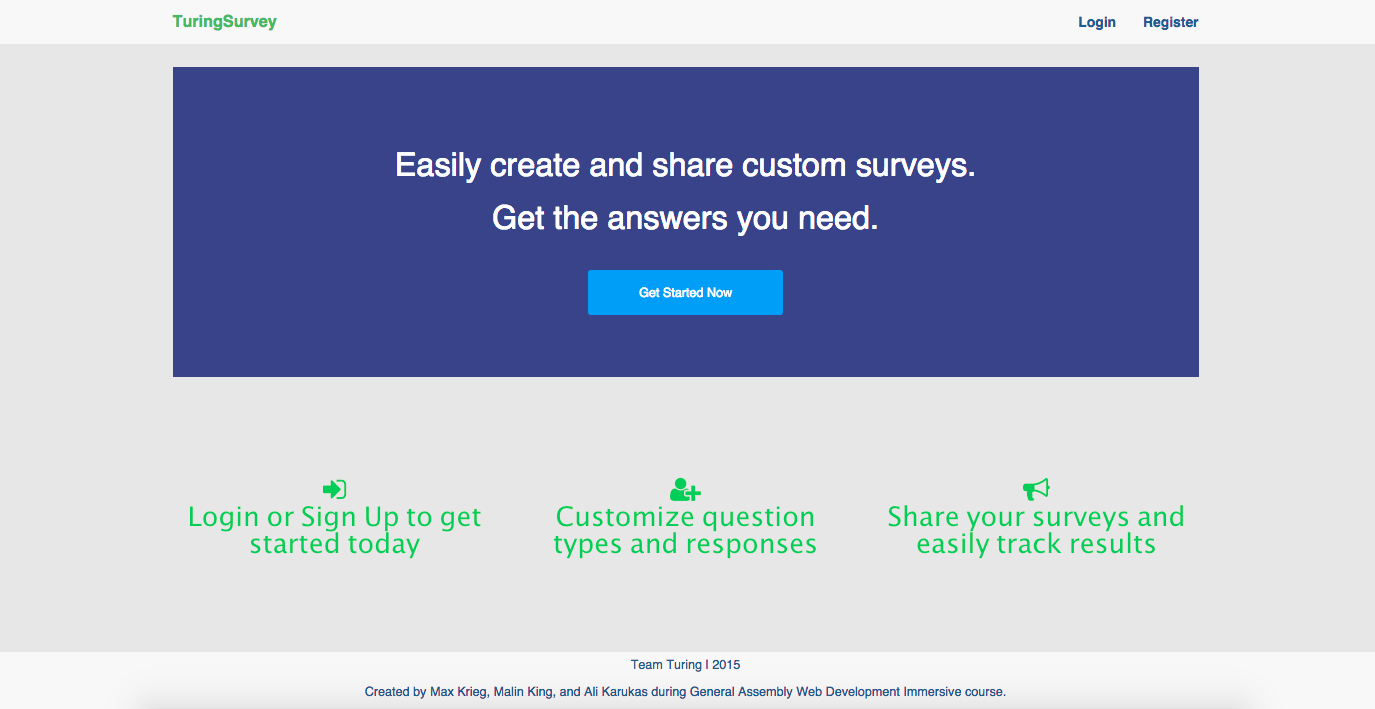 TuringSurvey
Login Register
Easily create and share custom surveys.
Get the answers you need.
Get Started Now
Login or Sign Up to get
started today
Customize question
types and responses
Share your surveys and
easily track results
Team Turing | 2015
Created by Max Krieg, Malin King, and Ali Karukas during General Assembly Web Development Immersive course.